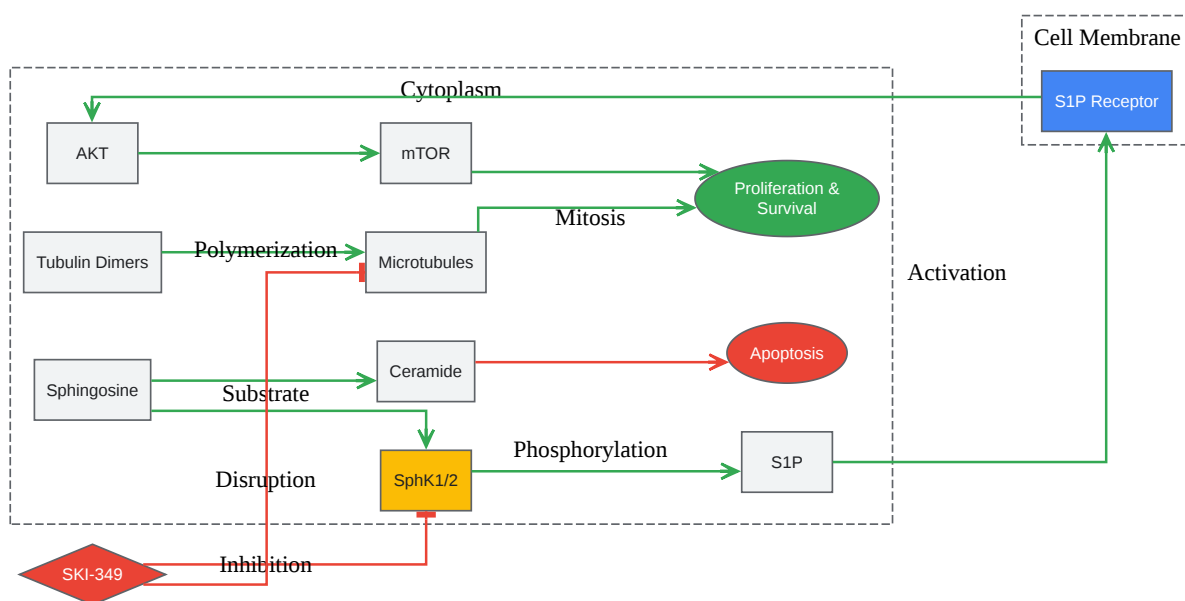 Cell Membrane
S1P Receptor
Cytoplasm
AKT
mTOR
Proliferation &
Survival
Mitosis
Tubulin Dimers
Polymerization
Microtubules
Activation
Sphingosine
Substrate
Ceramide
Apoptosis
Disruption
SphK1/2
Phosphorylation
S1P
SKI-349
Inhibition